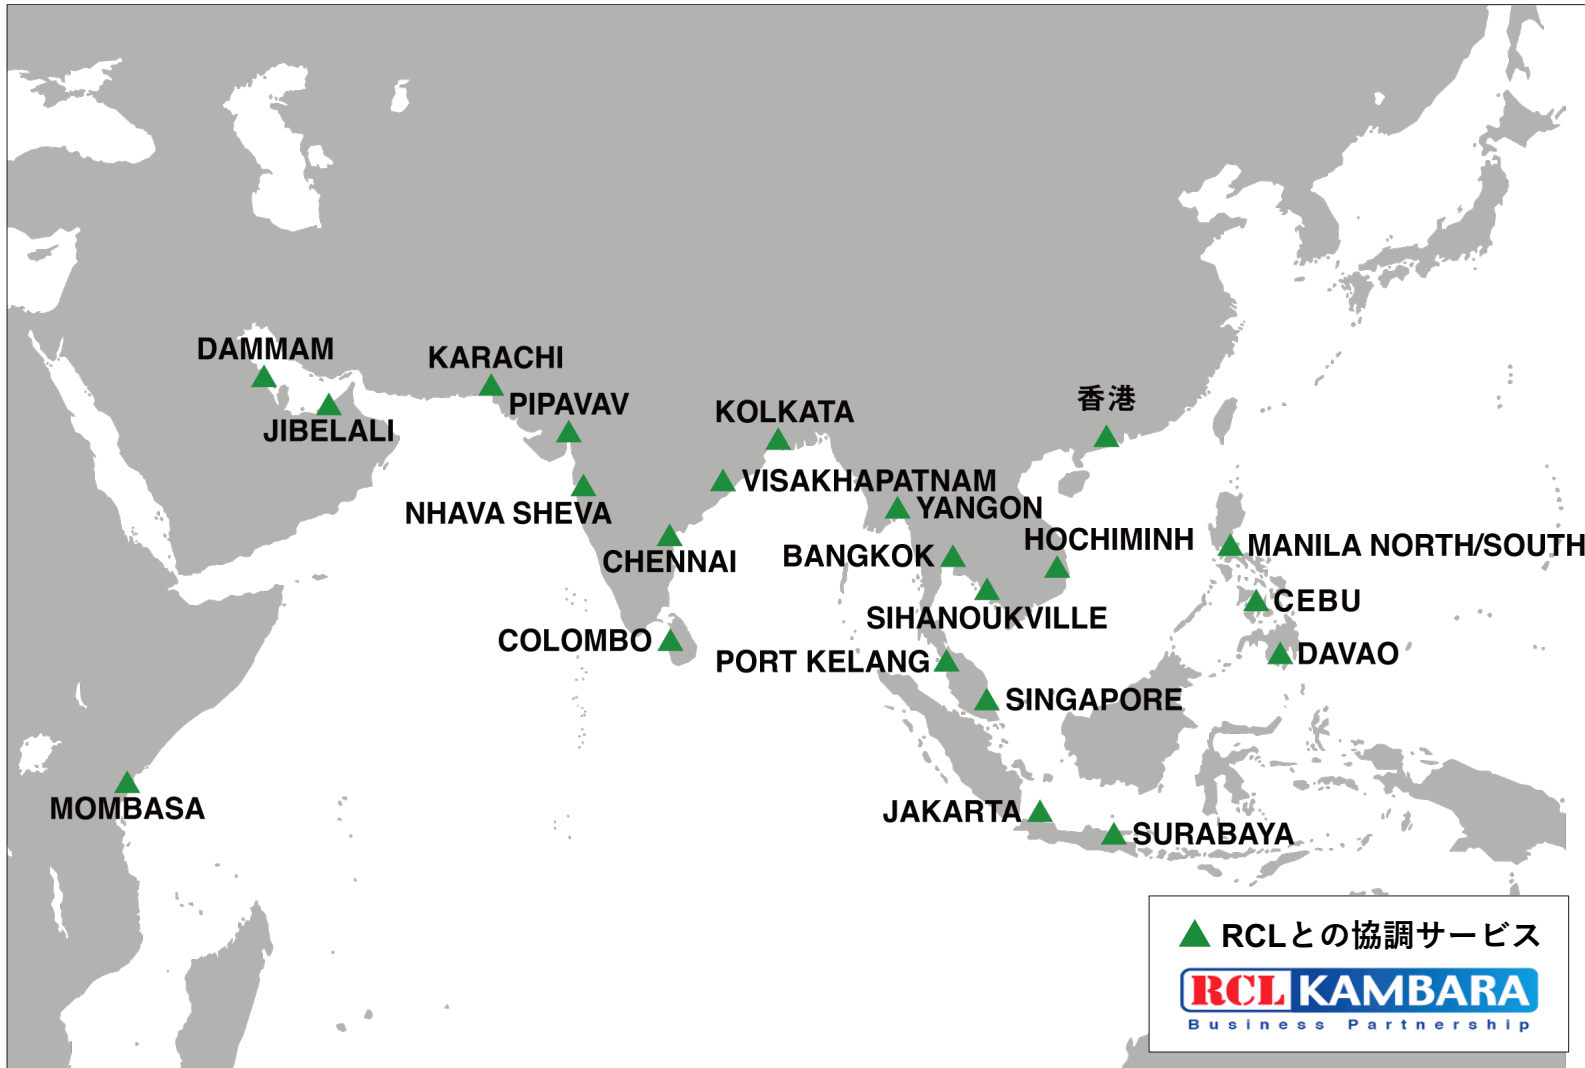 DAMMAM
KARACHI
PIPAVAV
香港
KOLKATA
JIBELALI
VISAKHAPATNAM
NHAVA SHEVA
YANGON
HOCHIMINH
MANILA NORTH/SOUTH
BANGKOK
CHENNAI
CEBU
SIHANOUKVILLE
COLOMBO
DAVAO
PORT KELANG
SINGAPORE
MOMBASA
JAKARTA
SURABAYA
RCLとの協調サービス
RCL KAMBARA
Business Partnership